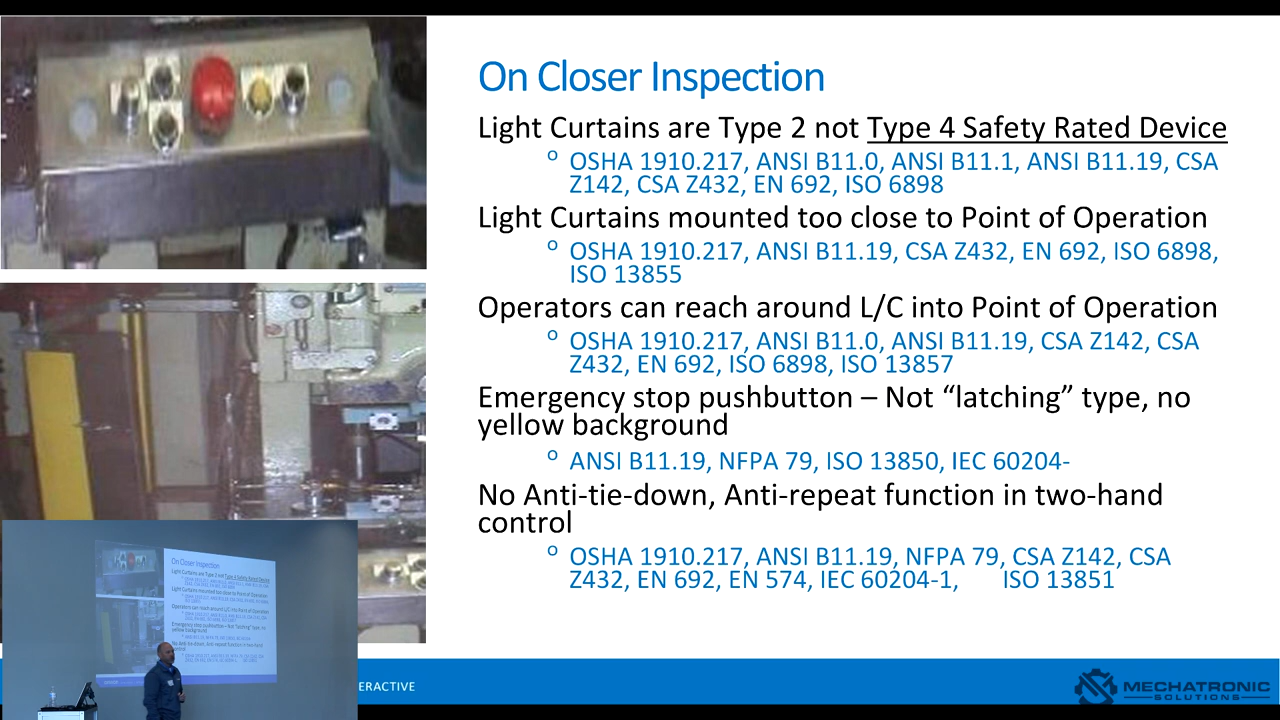 On Closer Inspection
Light Curtains are Type 2 not Type 4 Safety Rated Device
OSHA 1910.217, ANSI B11.0, ANSI B11.1, ANSI B11.19, CSA
Z142, CSA Z432, EN 692, ISO 6898
Light Curtains mounted too close to Point of Operation
OSHA 1910.217, ANSI B11.19, CSA Z432, EN 692, ISO 6898,
ISO 13855
Operators can reach around L/C into Point of Operation
OSHA 1910.217, ANSI B11.0, ANSI B11.19, CSA Z142, CSA
Z432, EN 692, ISO 6898, ISO 13857
Emergency stop pushbutton – Not “latching” type, no
yellow background
ANSI B11.19, NFPA 79, ISO 13850, IEC 60204-
No Anti-tie-down, Anti-repeat function in two-hand
control
OSHA 1910.217, ANSI B11.19, NFPA 79, CSA Z142, CSA
Z432, EN 692, EN 574, IEC 60204-1, ISO 13851
ERACTIVE
MECHATRONIC
SOLUTIONS
On Closer Inspection